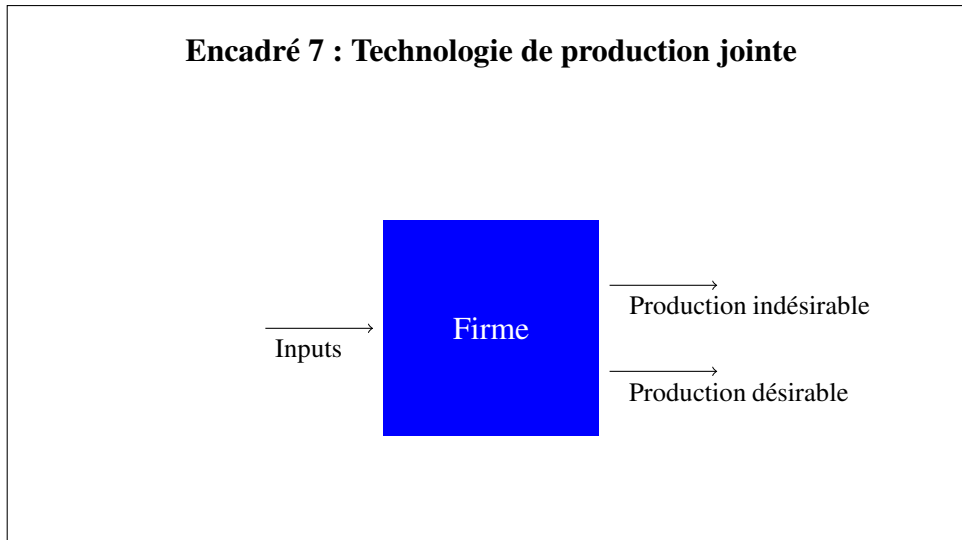 Encadré 7 : Technologie de production jointe
Production indésirable
Firme
Inputs
Production désirable